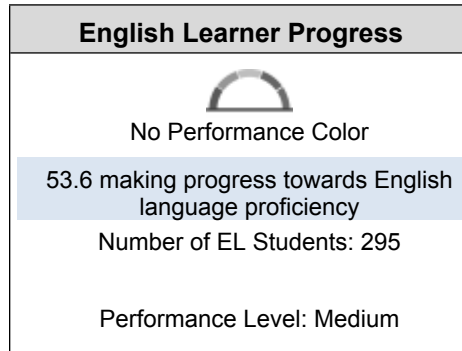 English Learner Progress
No Performance Color
53.6 making progress towards English
language proficiency
Number of EL Students: 295
Performance Level: Medium